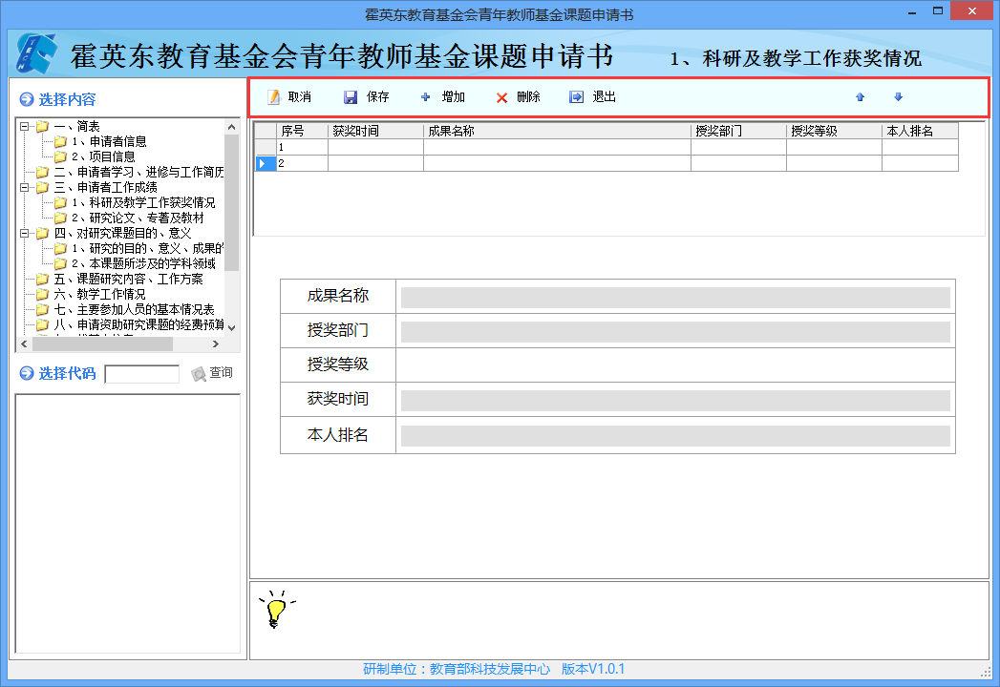 霍英东教育基金会青年教师基金课题申请书
霍英东教育基金会青年教师基金课题申请书 1、科研及教学工作获奖情况
选择内容
取消 保存 增加 删除 退出
一、简表
1、申请者信息
2、项目信息
二、申请者学习、进修与工作简历
三、申请者工作成绩
1、科研及教学工作获奖情况
2、研究论文、专著及教材
四、对研究课题目的、意义
1、研究的目的、意义、成果的
2、本课题所涉及的学科领域
五、课题研究内容、工作方案
六、教学工作情况
七、主要参加人员的基本情况表
八、申请资助研究课题的经费预算
选择代码 查询
序号 获奖时间 成果名称 授奖部门 授奖等级 本人排名
1
2
成果名称
授奖部门
授奖等级
获奖时间
本人排名
研制单位：教育部科技发展中心 版本V1.0.1